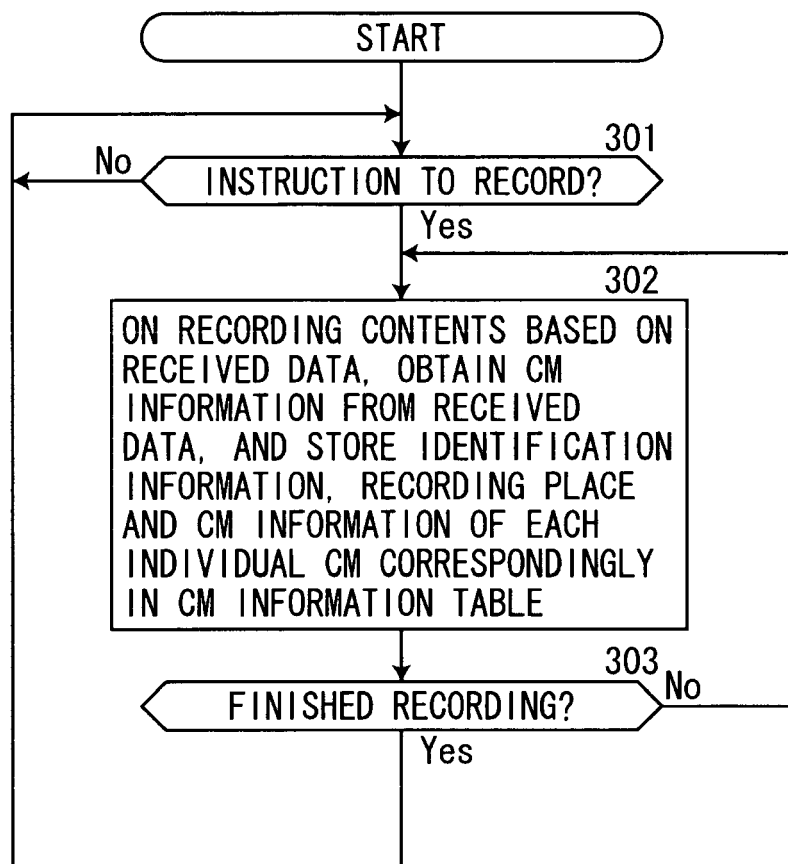 START
301
No
INSTRUCTION TO RECORD?
Yes
302
ON RECORDING CONTENTS BASED ON
RECEIVED DATA, OBTAIN CM
INFORMATION FROM RECEIVED
DATA, AND STORE IDENTIFICATION
INFORMATION, RECORDING PLACE
AND CM INFORMATION OF EACH
INDIVIDUAL CM CORRESPONDINGLY
IN CM INFORMATION TABLE
303
FINISHED RECORDING?
No
Yes